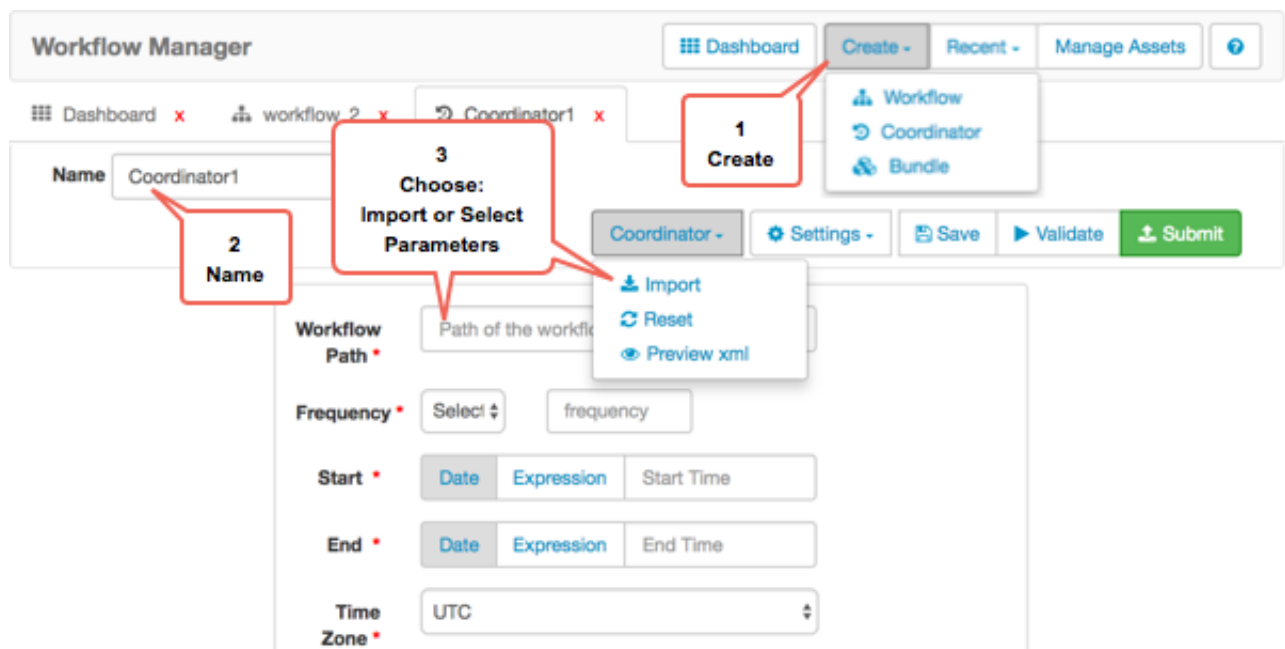 Workflow Manager
Dashboard
Create
Recent
Manage Assets
Workflow
Coordinator
Bundle
1
Create
Dashboard x
workflow_2 x
Coordinator1 x
Name
Coordinator1
2
Name
3
Choose:
Import or Select
Parameters
Coordinator
Settings
Save
Validate
Submit
Import
Reset
Preview xml
Workflow
Path *
Path of the
Frequency *
Select
frequency
Start *
Date
Expression
Start Time
End *
Date
Expression
End Time
Time
Zone *
UTC